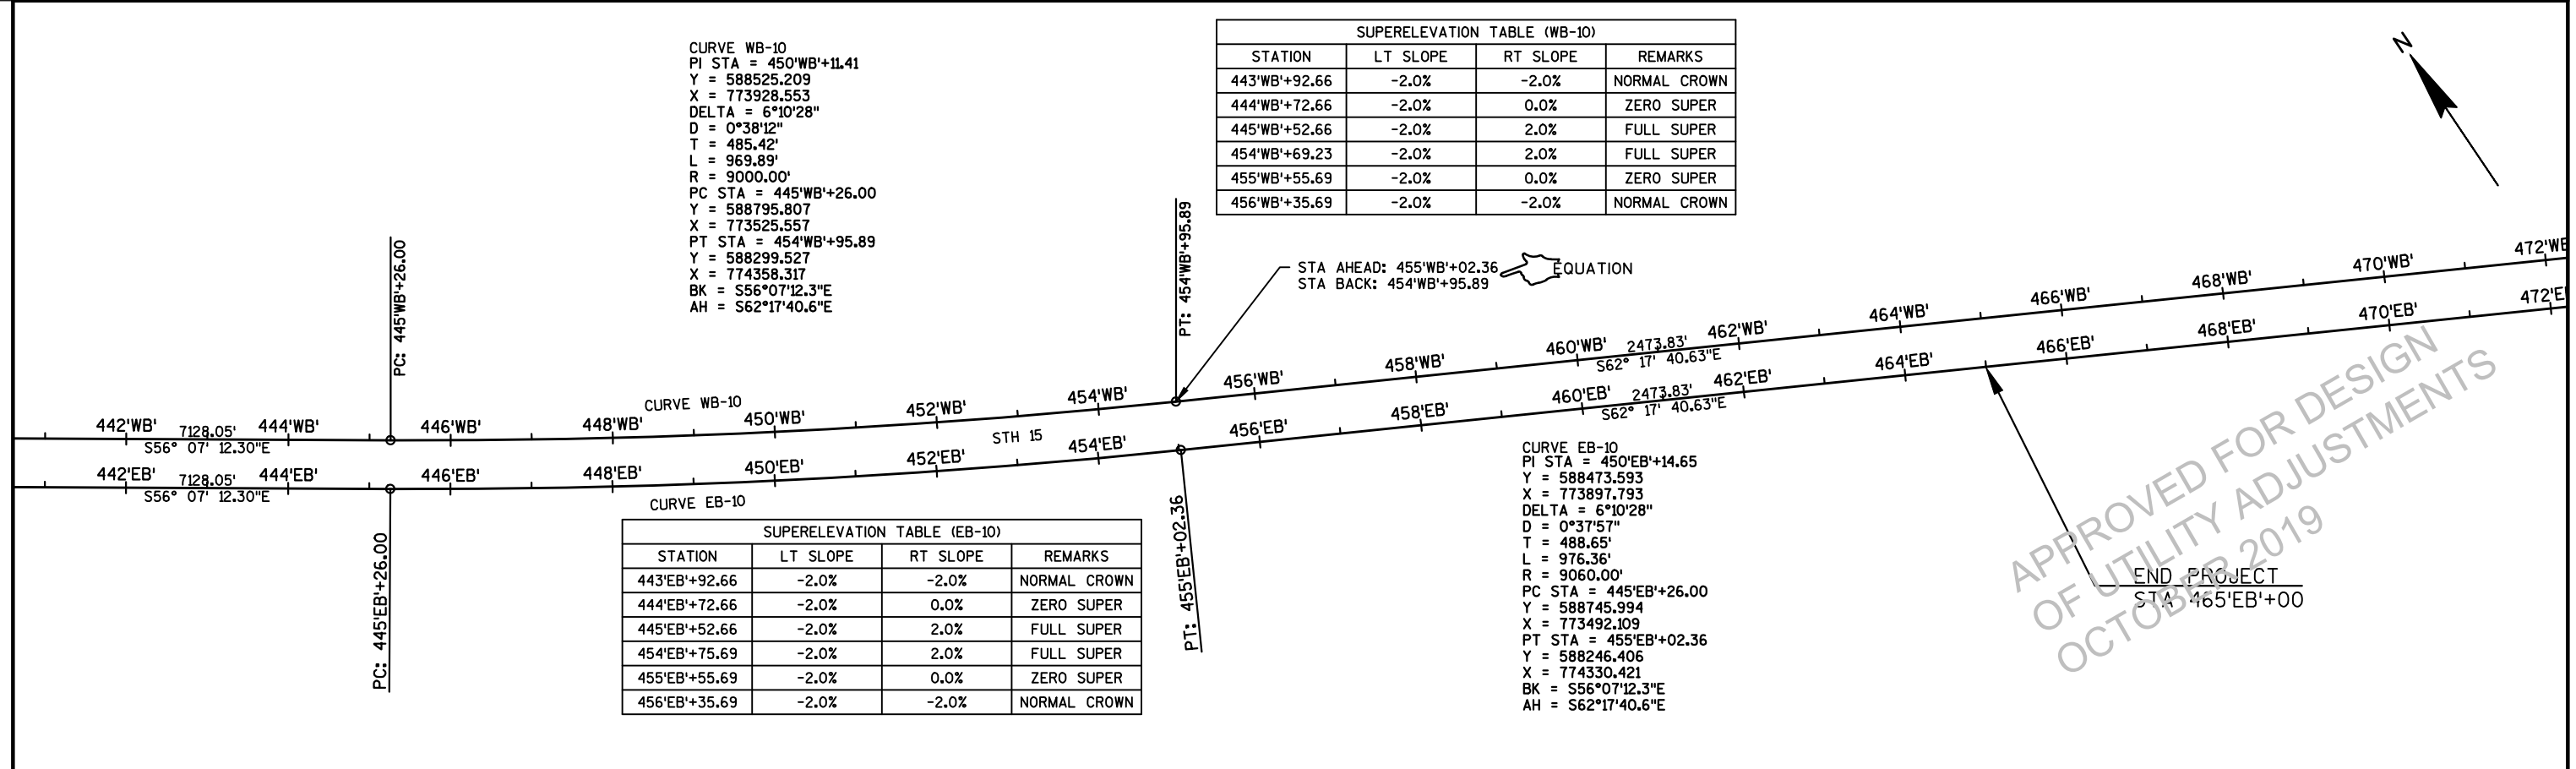 CURVE WB-10
PI STA = 450'WB'+11.41
Y = 588525.209
X = 773928.553
DELTA = 6°10'28"
D = 0°38'12"
T = 485.42'
L = 969.89'
R = 9000.00'
PC STA = 445'WB'+26.00
Y = 588795.807
X = 773525.557
PT STA = 454'WB'+95.89
Y = 588299.527
X = 774358.317
BK = S56°07'12.3"E
AH = S62°17'40.6"E
SUPERELEVATION TABLE (WB-10)
STATION LT SLOPE RT SLOPE REMARKS
443'WB'+92.66 -2.0% -2.0% NORMAL CROWN
444'WB'+72.66 -2.0% 0.0% ZERO SUPER
445'WB'+52.66 -2.0% 2.0% FULL SUPER
454'WB'+69.23 -2.0% 2.0% FULL SUPER
455'WB'+55.69 -2.0% 0.0% ZERO SUPER
456'WB'+35.69 -2.0% -2.0% NORMAL CROWN
N
PC: 445'WB'+26.00
PT: 454'WB'+95.89
STA AHEAD: 455'WB'+02.36 EQUATION
STA BACK: 454'WB'+95.89
442'WB' 444'WB' 446'WB' 448'WB' 450'WB' 452'WB' 454'WB' 456'WB' 458'WB' 460'WB' 462'WB' 464'WB' 466'WB' 468'WB' 470'WB' 472'WB
7128.05'
S56° 07' 12.30"E
CURVE WB-10
2473.83'
S62° 17' 40.63"E
STH 15
442'EB' 444'EB' 446'EB' 448'EB' 450'EB' 452'EB' 454'EB' 456'EB' 458'EB' 460'EB' 462'EB' 464'EB' 466'EB' 468'EB' 470'EB' 472'E
7128.05'
S56° 07' 12.30"E
CURVE EB-10
2473.83'
S62° 17' 40.63"E
PC: 445'EB'+26.00
PT: 455'EB'+02.36
SUPERELEVATION TABLE (EB-10)
STATION LT SLOPE RT SLOPE REMARKS
443'EB'+92.66 -2.0% -2.0% NORMAL CROWN
444'EB'+72.66 -2.0% 0.0% ZERO SUPER
445'EB'+52.66 -2.0% 2.0% FULL SUPER
454'EB'+75.69 -2.0% 2.0% FULL SUPER
455'EB'+55.69 -2.0% 0.0% ZERO SUPER
456'EB'+35.69 -2.0% -2.0% NORMAL CROWN
CURVE EB-10
PI STA = 450'EB'+14.65
Y = 588473.593
X = 773897.793
DELTA = 6°10'28"
D = 0°37'57"
T = 488.65'
L = 976.36'
R = 9060.00'
PC STA = 445'EB'+26.00
Y = 588745.994
X = 773492.109
PT STA = 455'EB'+02.36
Y = 588246.406
X = 774330.421
BK = S56°07'12.3"E
AH = S62°17'40.6"E
END PROJECT
STA 465'EB'+00
APPROVED FOR DESIGN
OF UTILITY ADJUSTMENTS
OCTOBER 2019